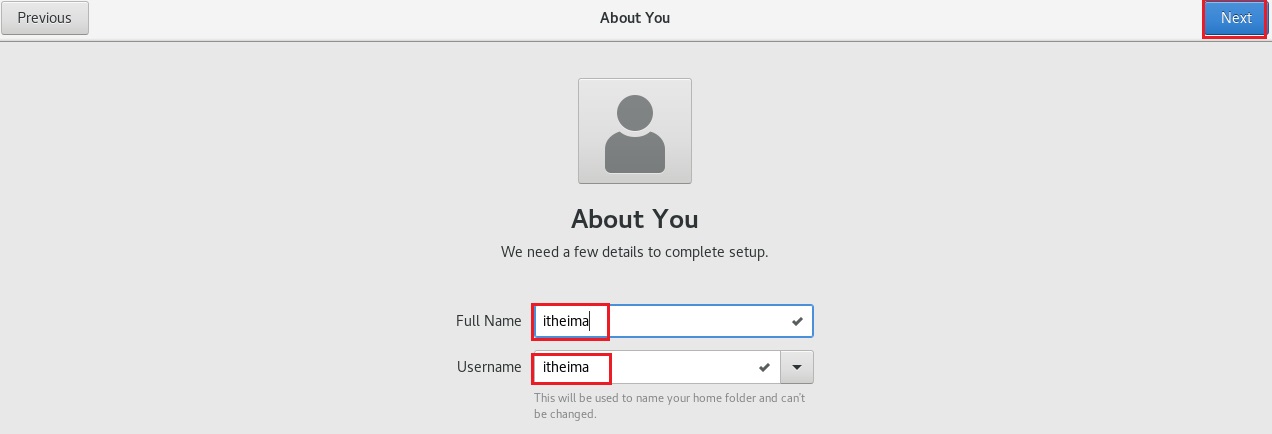 Previous
About You
Next
About You
We need a few details to complete setup.
Full Name itheima
Username itheima
This will be used to name your home folder and can't
be changed.